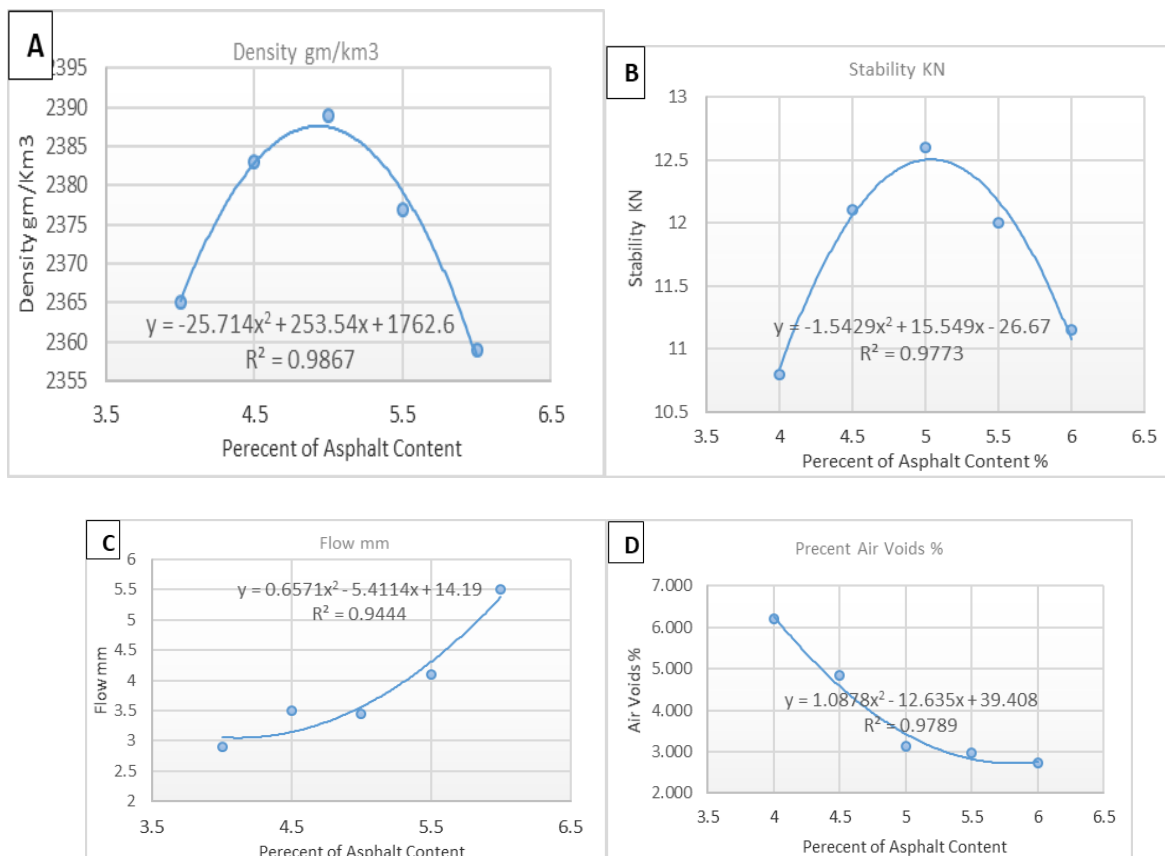 A
Density gm/km3
2395
2390
2385
2380
2375
2370
2365
2360
2355
Density gm/Km3
y = -25.714x² + 253.54x + 1762.6
R² = 0.9867
3.5 4.5 5.5 6.5
Perecent of Asphalt Content
B
Stability KN
13
12.5
12
11.5
11
10.5
Stability KN
y = -1.5429x² + 15.549x - 26.67
R² = 0.9773
3.5 4 4.5 5 5.5 6 6.5
Perecent of Asphalt Content %
C
Flow mm
6
5.5
5
4.5
4
3.5
3
2.5
2
Flow mm
y = 0.6571x² - 5.4114x + 14.19
R² = 0.9444
3.5 4.5 5.5 6.5
Perecent of Asphalt Content
D
Precent Air Voids %
7.000
6.000
5.000
4.000
3.000
2.000
Air Voids %
y = 1.0878x² - 12.635x + 39.408
R² = 0.9789
3.5 4 4.5 5 5.5 6 6.5
Perecent of Asphalt Content